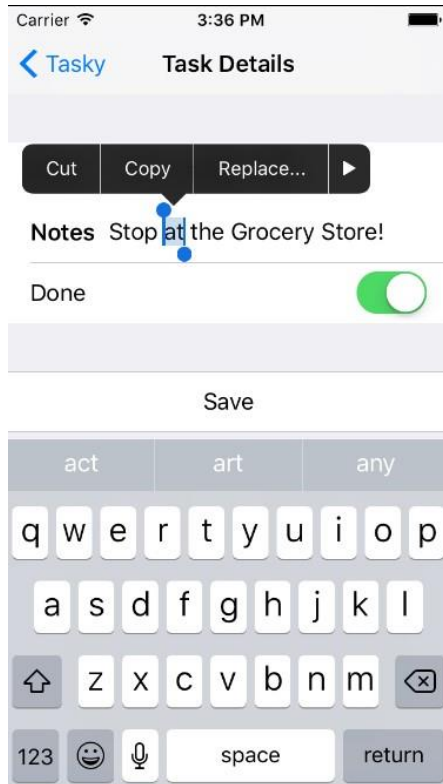 Carrier 3:36 PM
Tasky Task Details
Cut Copy Replace...
Notes Stop at the Grocery Store!
Done
Save
act art any
q w e r t y u i o p
a s d f g h j k l
z x c v b n m
123 space return